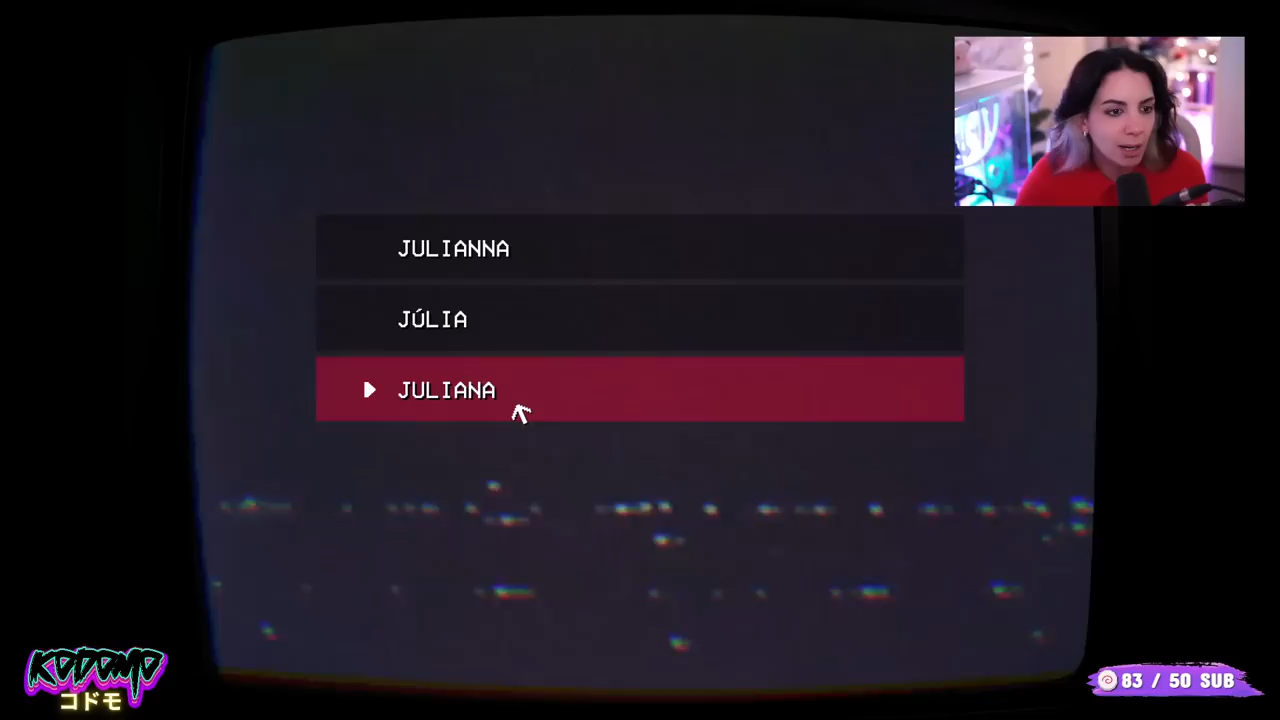 JULIANNA
JÚLIA
JULIANA
KODOMO
コドモ
83 / 50 SUB